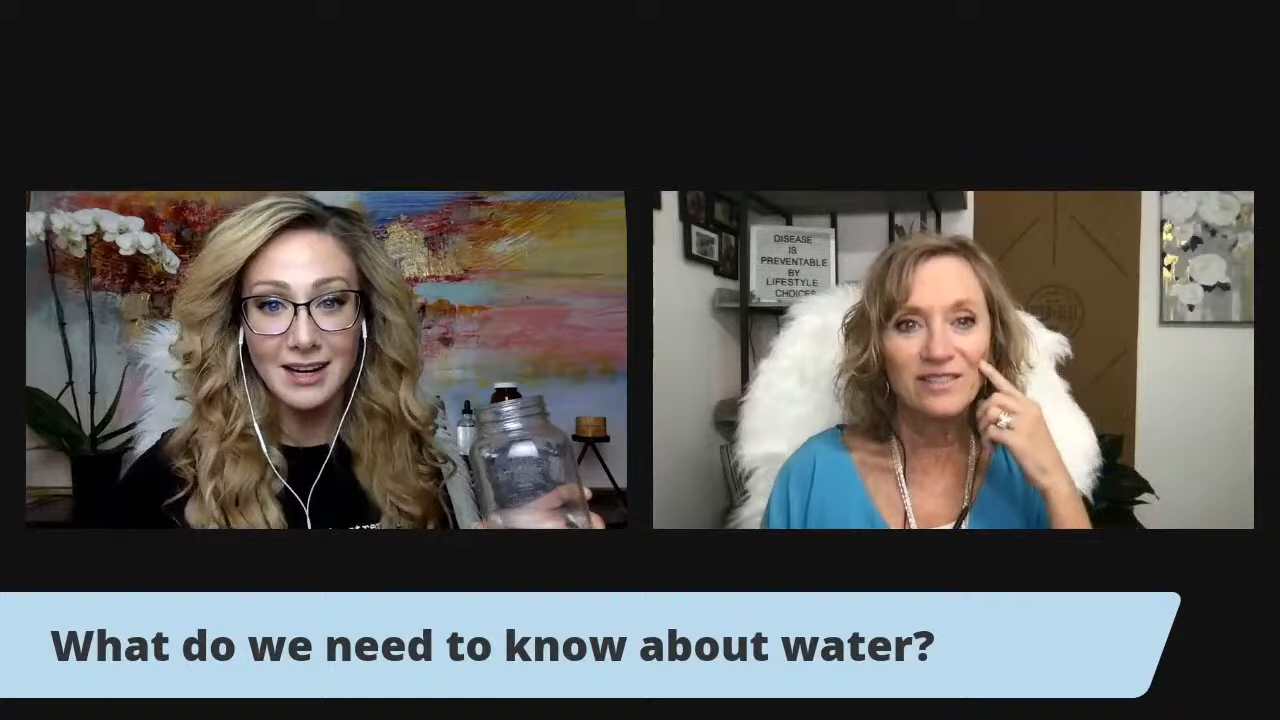 DISEASE
IS
PREVENTABLE
BY
LIFESTYLE
CHOICES
What do we need to know about water?